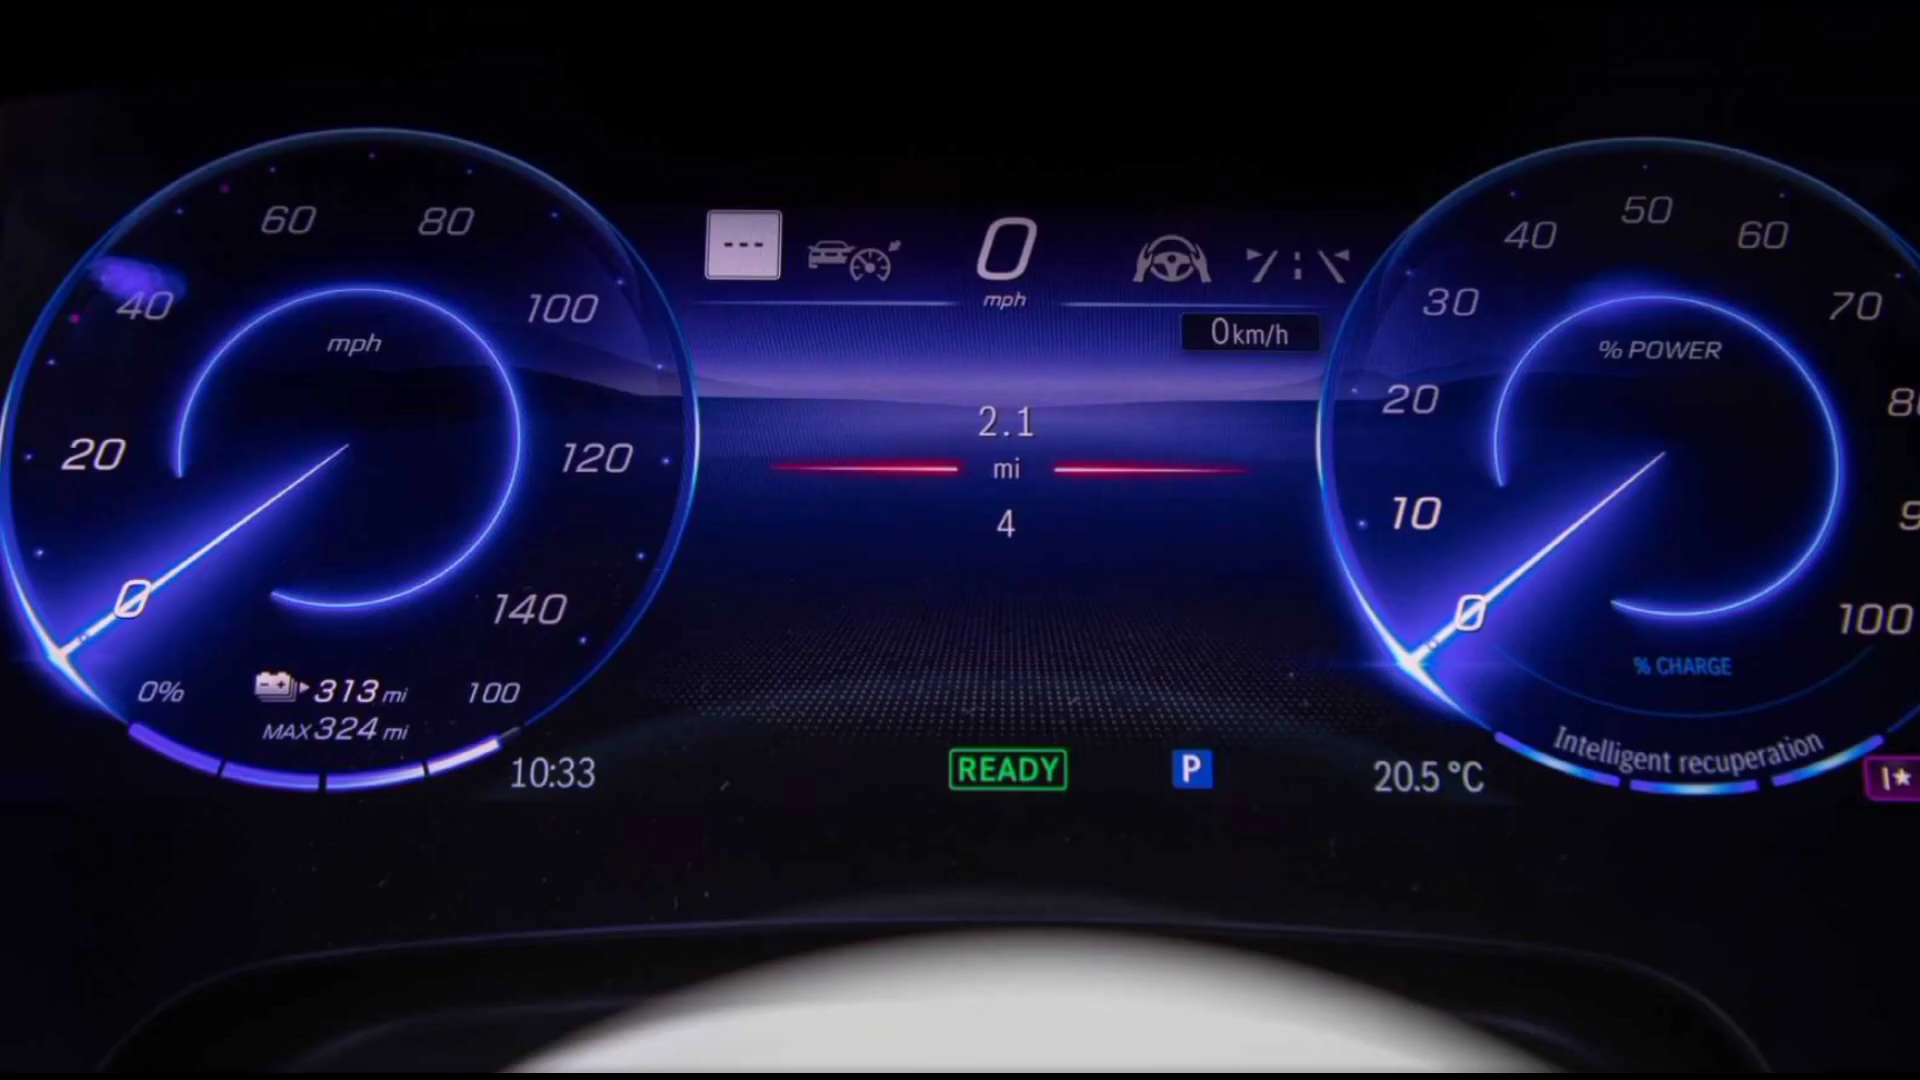 60
80
40
100
mph
20
120
0
140
0%
313 mi
100
MAX 324 mi
10:33
---
0
mph
0 km/h
2.1
mi
4
READY
P
20.5 °C
50
40
60
30
70
% POWER
20
10
0
100
% CHARGE
Intelligent recuperation